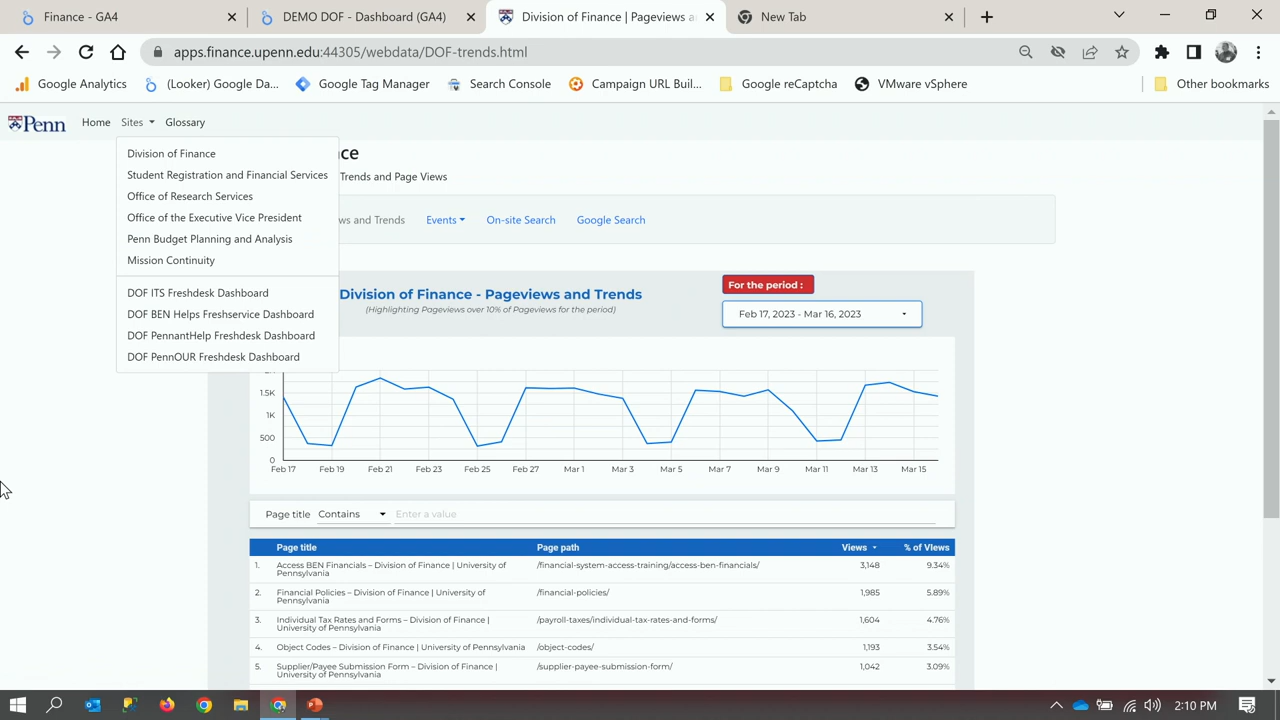 Finance - GA4
DEMO DOF - Dashboard (GA4)
Division of Finance | Pageviews a
New Tab
apps.finance.upenn.edu:44305/webdata/DOF-trends.html
Google Analytics
(Looker) Google Da...
Google Tag Manager
Search Console
Campaign URL Buil...
Google reCaptcha
VMware vSphere
Other bookmarks
Penn
Home
Sites
Glossary
Division of Finance
Student Registration and Financial Services
Office of Research Services
Office of the Executive Vice President
Penn Budget Planning and Analysis
Mission Continuity
DOF ITS Freshdesk Dashboard
DOF BEN Helps Freshservice Dashboard
DOF PennantHelp Freshdesk Dashboard
DOF PennOUR Freshdesk Dashboard
ce
Trends and Page Views
ws and Trends
Events
On-site Search
Google Search
Division of Finance - Pageviews and Trends
(Highlighting Pageviews over 10% of Pageviews for the period)
For the period :
Feb 17, 2023 - Mar 16, 2023
1.5K
1K
500
0
Feb 17 Feb 19 Feb 21 Feb 23 Feb 25 Feb 27 Mar 1 Mar 3 Mar 5 Mar 7 Mar 9 Mar 11 Mar 13 Mar 15
Page title Contains Enter a value
Page title Page path Views % of Views
1. Access BEN Financials – Division of Finance | University of Pennsylvania /financial-system-access-training/access-ben-financials/ 3,148 9.34%
2. Financial Policies – Division of Finance | University of Pennsylvania /financial-policies/ 1,985 5.89%
3. Individual Tax Rates and Forms – Division of Finance | University of Pennsylvania /payroll-taxes/individual-tax-rates-and-forms/ 1,604 4.76%
4. Object Codes – Division of Finance | University of Pennsylvania /object-codes/ 1,193 3.54%
5. Supplier/Payee Submission Form – Division of Finance | University of Pennsylvania /supplier-payee-submission-form/ 1,042 3.09%
2:10 PM